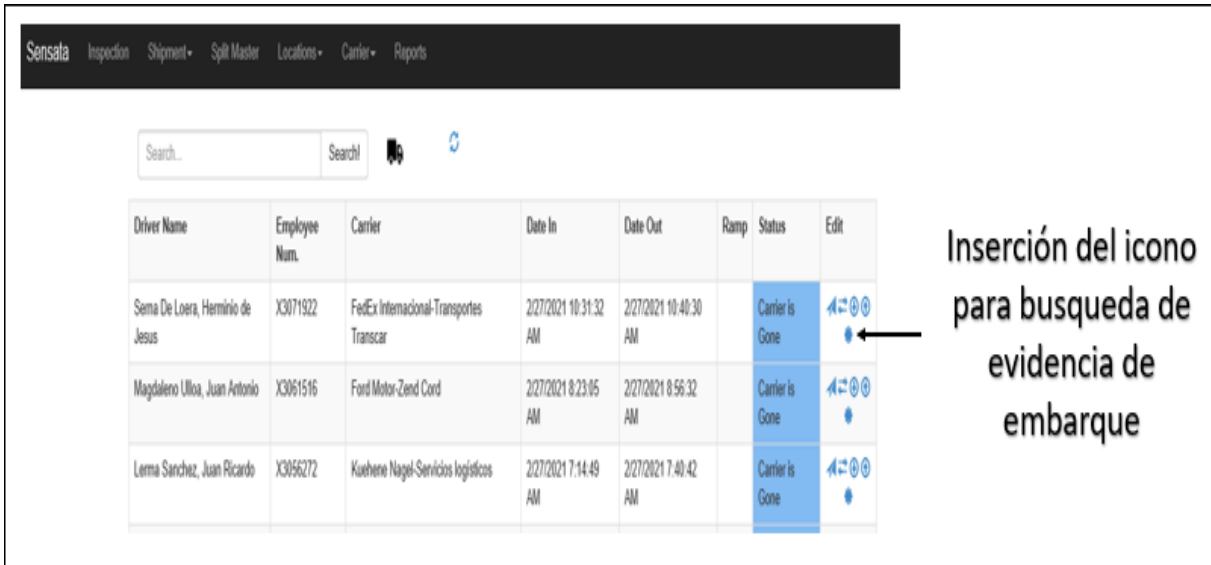 Sensata Inspection Shipment Split Master Locations Carrier Reports
Search... Search!
Driver Name Employee Num. Carrier Date In Date Out Ramp Status Edit
Serna De Loera, Herminio de Jesus X3071922 FedEx Internacional-Transportes Transcar 2/27/2021 10:31:32 AM 2/27/2021 10:40:30 AM Carrier is Gone
Magdaleno Ulloa, Juan Antonio X3061516 Ford Motor-Zend Cord 2/27/2021 8:23:05 AM 2/27/2021 8:56:32 AM Carrier is Gone
Lerma Sanchez, Juan Ricardo X3056272 Kuehene Nagel-Servicios logísticos 2/27/2021 7:14:49 AM 2/27/2021 7:40:42 AM Carrier is Gone
Inserción del icono
para busqueda de
evidencia de
embarque